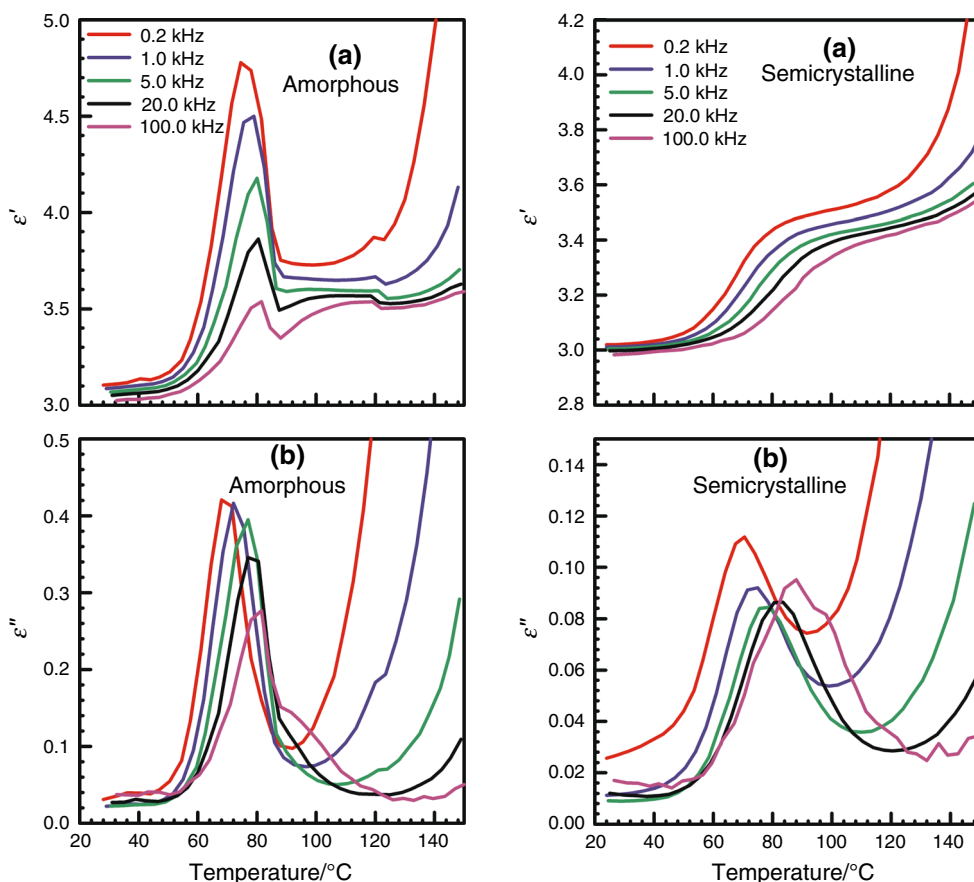 5.0
4.5
4.0
3.5
3.0
ε′
0.2 kHz
1.0 kHz
5.0 kHz
20.0 kHz
100.0 kHz
(a)
Amorphous
4.2
4.0
3.8
3.6
3.4
3.2
3.0
2.8
ε′
0.2 kHz
1.0 kHz
5.0 kHz
20.0 kHz
100.0 kHz
(a)
Semicrystalline
0.5
0.4
0.3
0.2
0.1
0.0
ε″
(b)
Amorphous
20 40 60 80 100 120 140
Temperature/°C
0.14
0.12
0.10
0.08
0.06
0.04
0.02
0.00
ε″
(b)
Semicrystalline
20 40 60 80 100 120 140
Temperature/°C